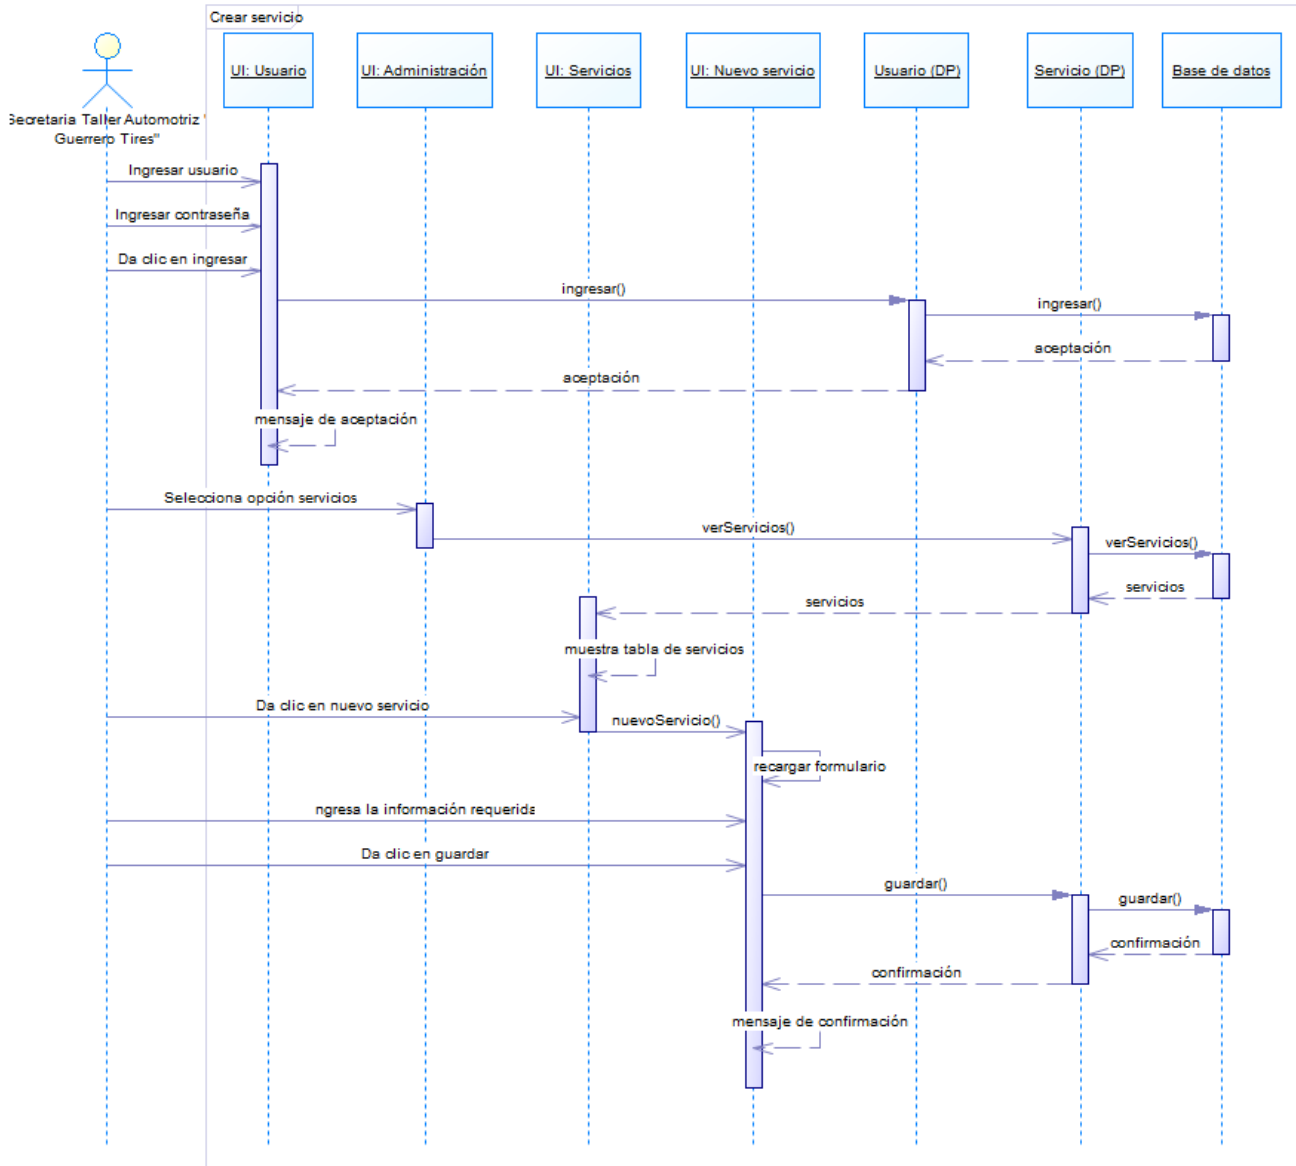 Crear servicio
UI: Usuario
UI: Administración
UI: Servicios
UI: Nuevo servicio
Usuario (DP)
Servicio (DP)
Base de datos
Secretaria Taller Automotriz "
Guerrero Tires"
Ingresar usuario
Ingresar contraseña
Da clic en ingresar
ingresar()
ingresar()
aceptación
aceptación
mensaje de aceptación
Selecciona opción servicios
verServicios()
verServicios()
servicios
servicios
muestra tabla de servicios
Da clic en nuevo servicio
nuevoServicio()
recargar formulario
ngresa la información requerida
Da clic en guardar
guardar()
guardar()
confirmación
confirmación
mensaje de confirmación